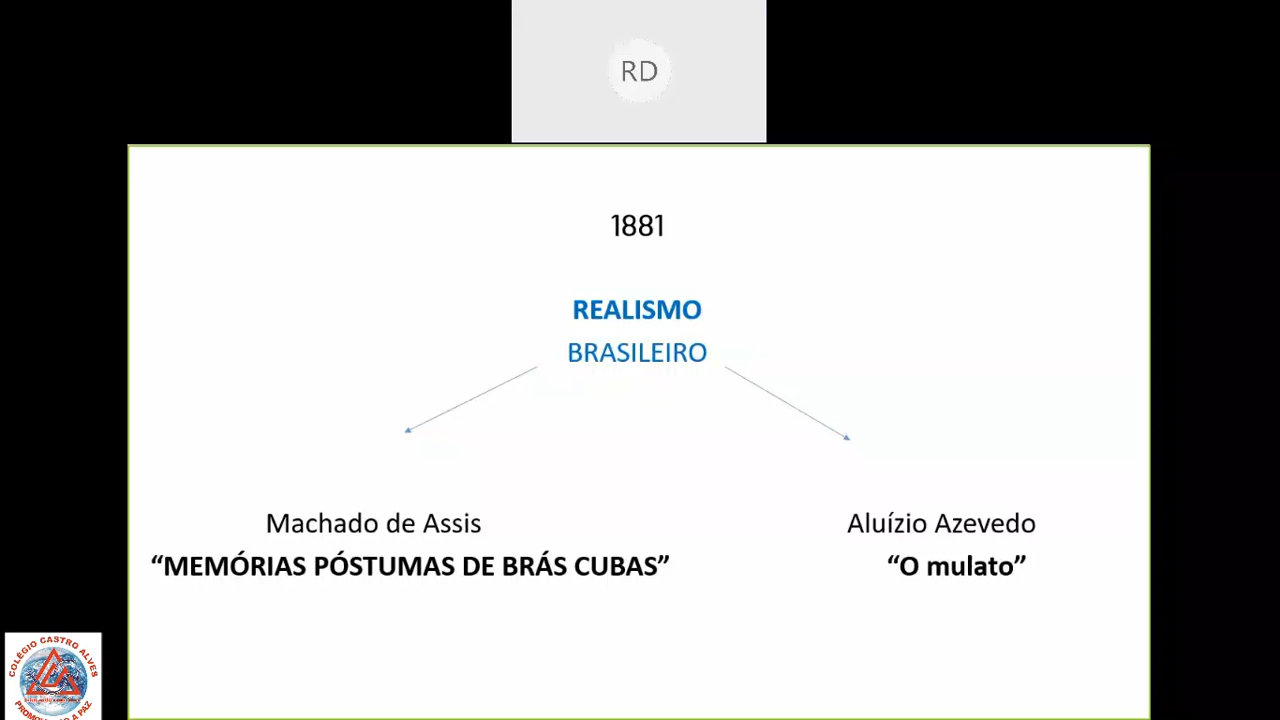 RD
1881
REALISMO
BRASILEIRO
Machado de Assis
“MEMÓRIAS PÓSTUMAS DE BRÁS CUBAS”
Aluízio Azevedo
“O mulato”
COLÉGIO CASTRO ALVES